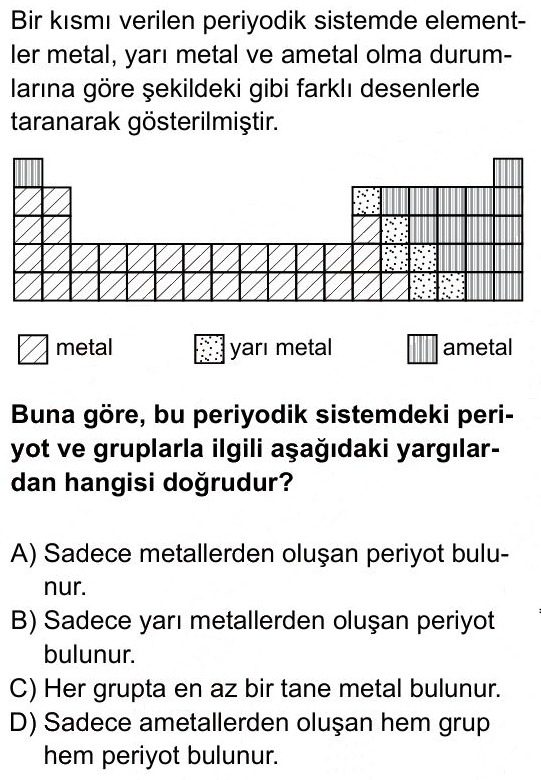 Bir kısmı verilen periyodik sistemde element-
ler metal, yarı metal ve ametal olma durum-
larına göre şekildeki gibi farklı desenlerle
taranarak gösterilmiştir.
metal
yarı metal
ametal
Buna göre, bu periyodik sistemdeki peri-
yot ve gruplarla ilgili aşağıdaki yargılar-
dan hangisi doğrudur?
A) Sadece metallerden oluşan periyot bulu-
nur.
B) Sadece yarı metallerden oluşan periyot
bulunur.
C) Her grupta en az bir tane metal bulunur.
D) Sadece ametallerden oluşan hem grup
hem periyot bulunur.